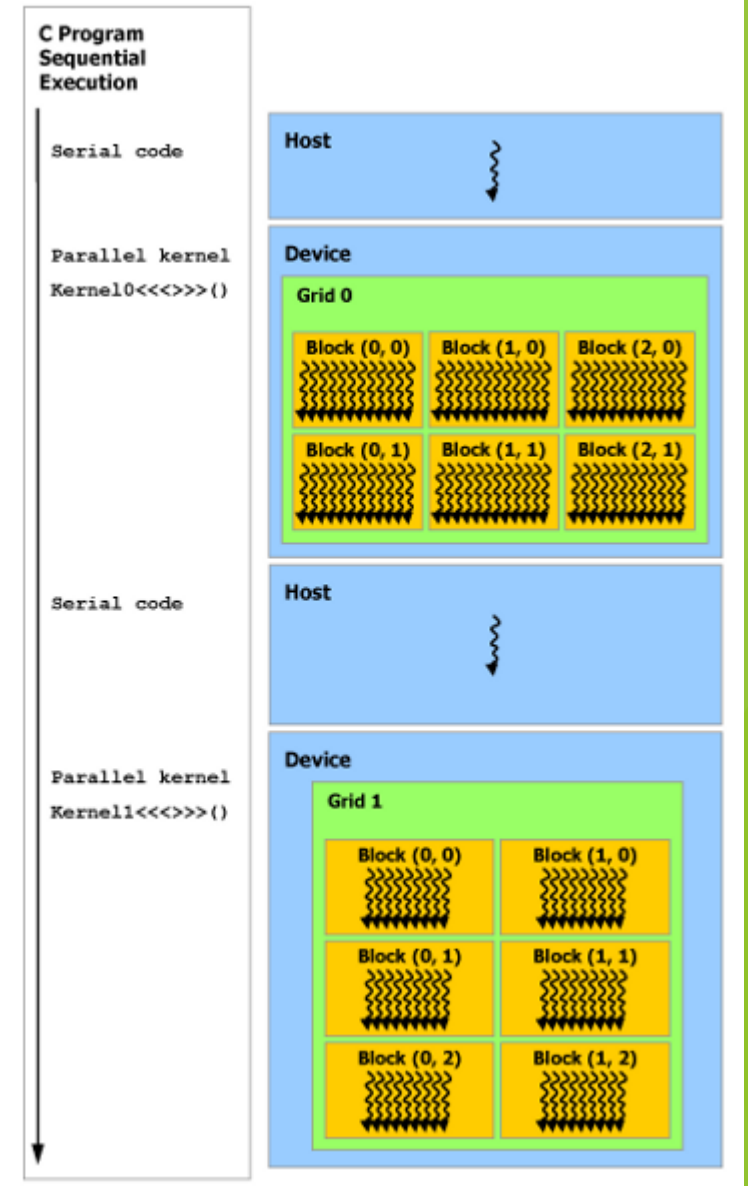 C Program
Sequential
Execution
Serial code
Host
Parallel kernel
Kernel0<<<>>>()
Device
Grid 0
Block (0, 0) Block (1, 0) Block (2, 0)
Block (0, 1) Block (1, 1) Block (2, 1)
Serial code
Host
Parallel kernel
Kernel1<<<>>>()
Device
Grid 1
Block (0, 0) Block (1, 0)
Block (0, 1) Block (1, 1)
Block (0, 2) Block (1, 2)